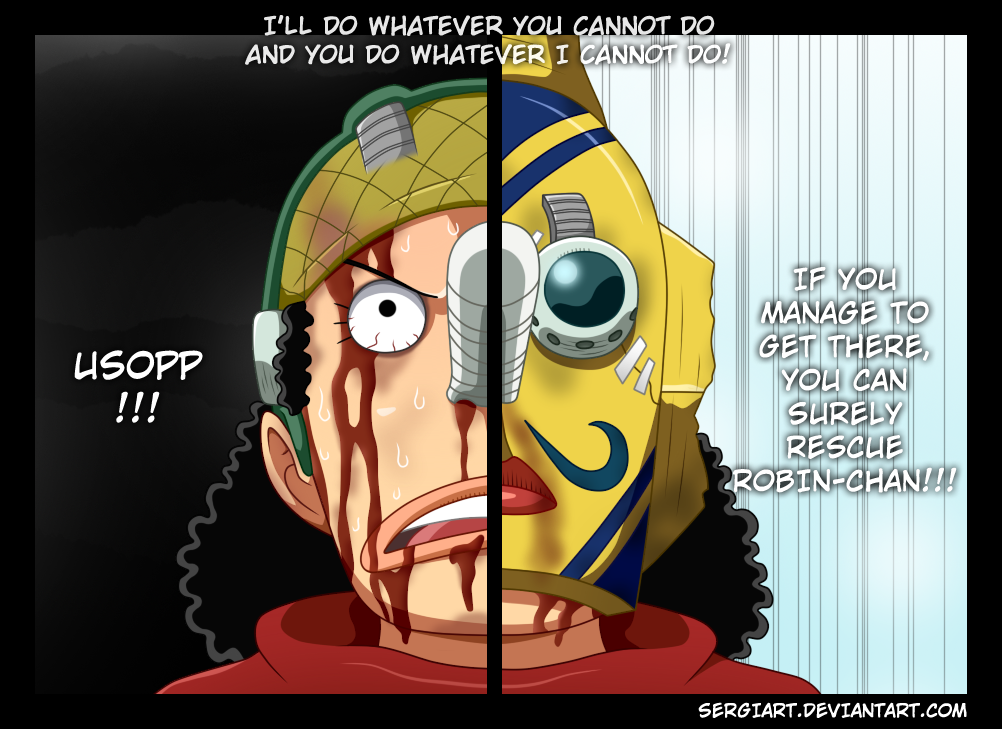 I'LL DO WHATEVER YOU CANNOT DO
AND YOU DO WHATEVER I CANNOT DO!
USOPP
!!!
IF YOU
MANAGE TO
GET THERE,
YOU CAN
SURELY
RESCUE
ROBIN-CHAN!!!
SERGIART.DEVIANTART.COM